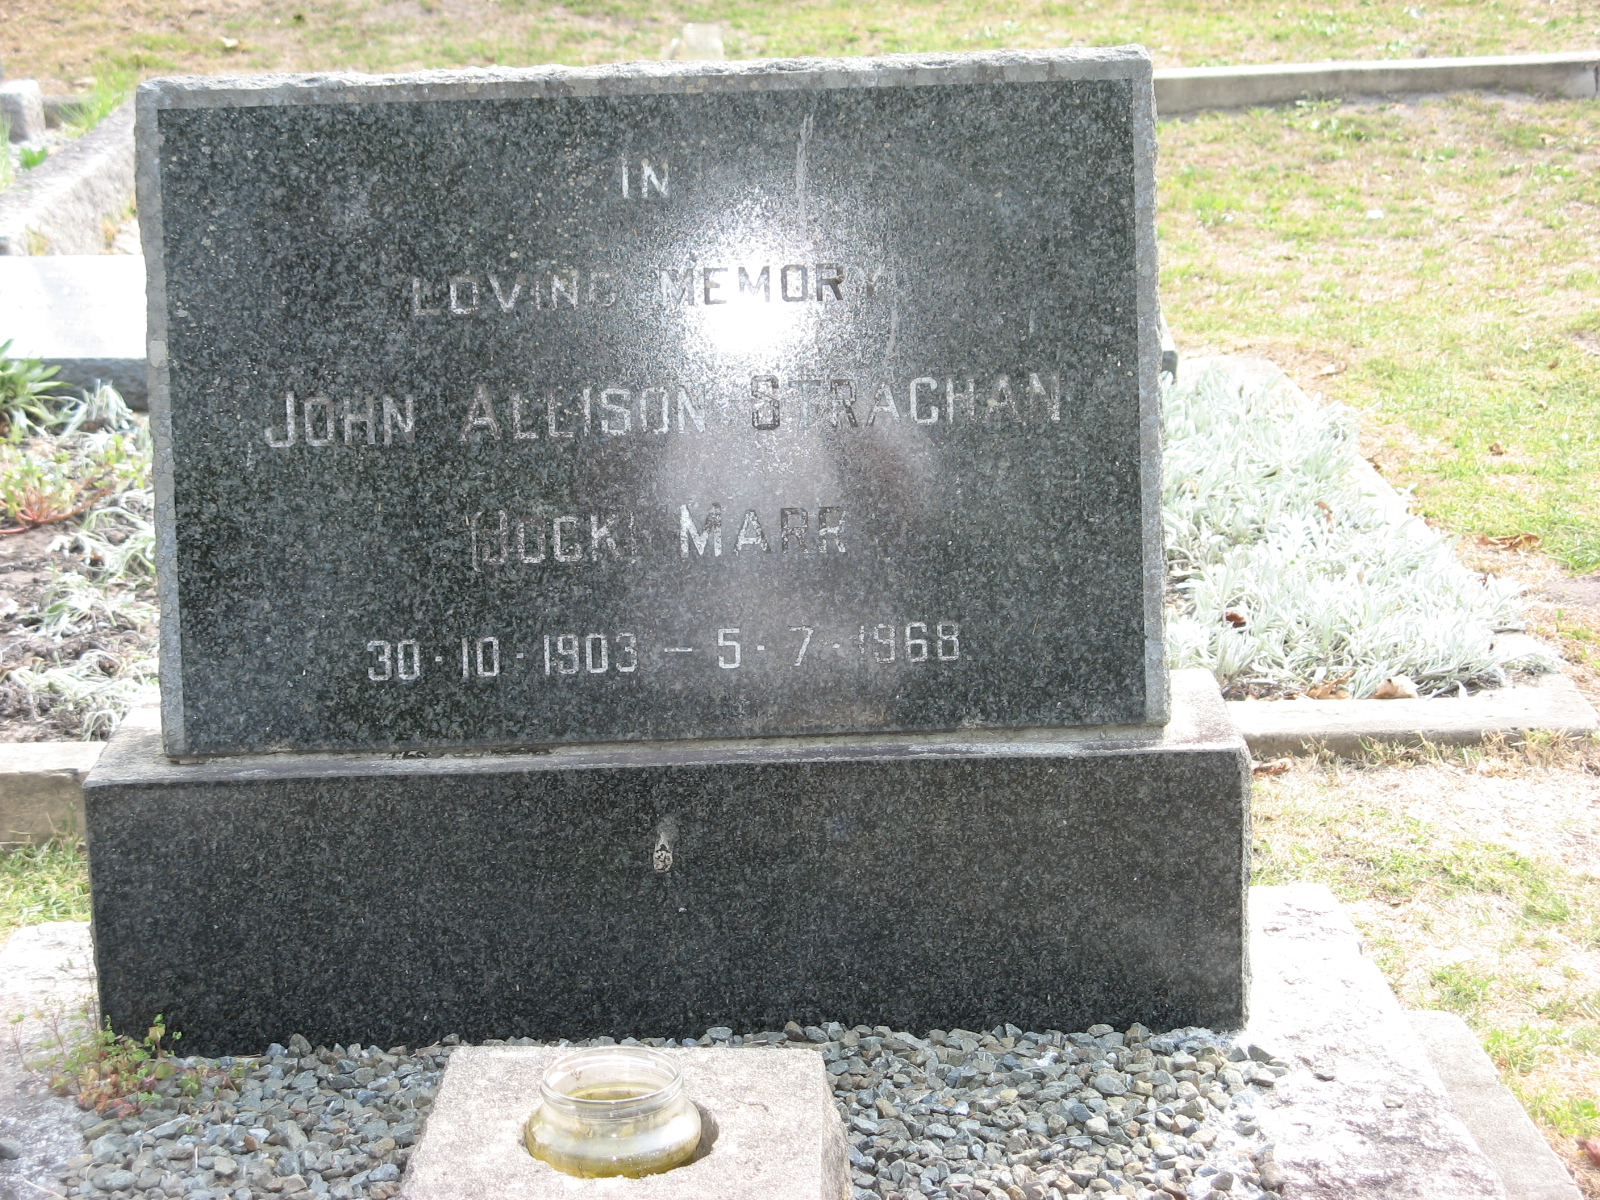 IN
LOVING MEMORY
JOHN ALLISON STRACHAN
(JOCK) MARR
30·10·1903 – 5·7·1968.